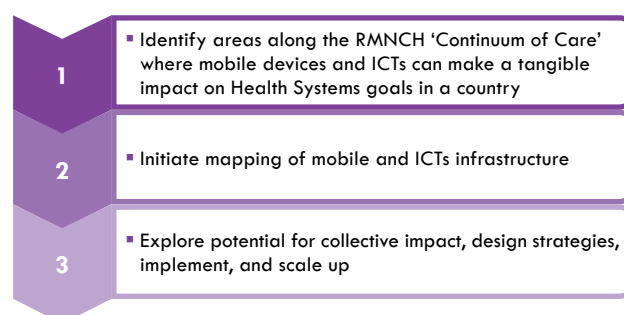 1
▪ Identify areas along the RMNCH ‘Continuum of Care’
where mobile devices and ICTs can make a tangible
impact on Health Systems goals in a country
2
▪ Initiate mapping of mobile and ICTs infrastructure
3
▪ Explore potential for collective impact, design strategies,
implement, and scale up